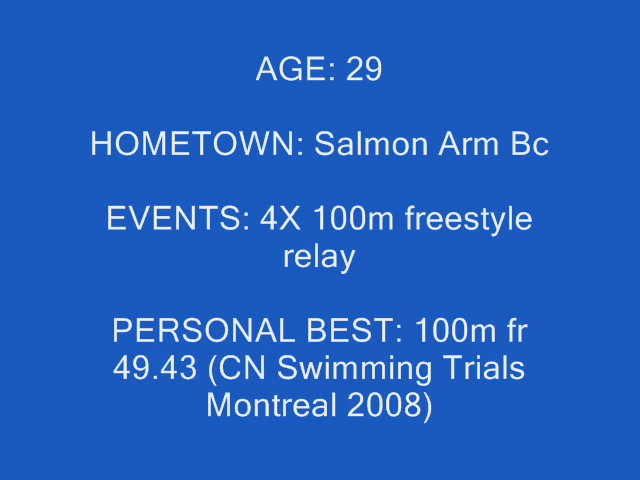 AGE: 29
HOMETOWN: Salmon Arm Bc
EVENTS: 4X 100m freestyle
relay
PERSONAL BEST: 100m fr
49.43 (CN Swimming Trials
Montreal 2008)